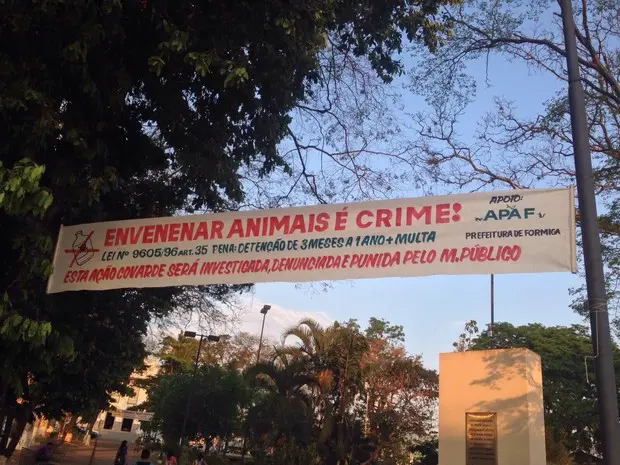 ENVENENAR ANIMAIS É CRIME!
LEI Nº 9605/96 ART. 35 PENA: DETENÇÃO DE 3 MESES A 1 ANO + MULTA
ESTA AÇÃO COVARDE SERÁ INVESTIGADA, DENUNCIADA E PUNIDA PELO M. PÚBLICO
APOIO:
APAF
PREFEITURA DE FORMIGA